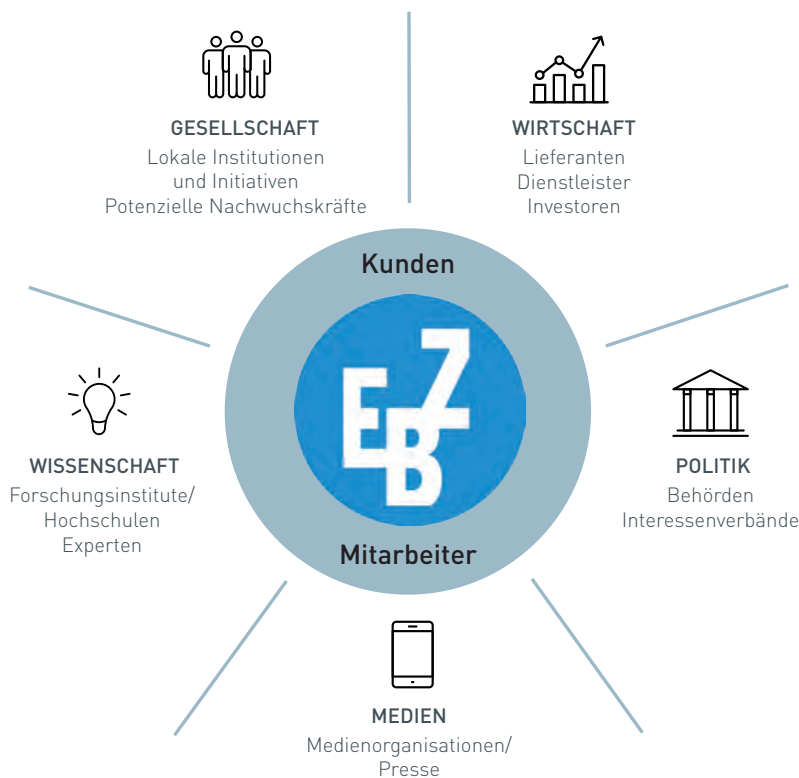 GESELLSCHAFT
Lokale Institutionen
und Initiativen
Potenzielle Nachwuchskräfte
WIRTSCHAFT
Lieferanten
Dienstleister
Investoren
Kunden
EBZ
Mitarbeiter
WISSENSCHAFT
Forschungsinstitute/
Hochschulen
Experten
POLITIK
Behörden
Interessenverbände
MEDIEN
Medienorganisationen/
Presse